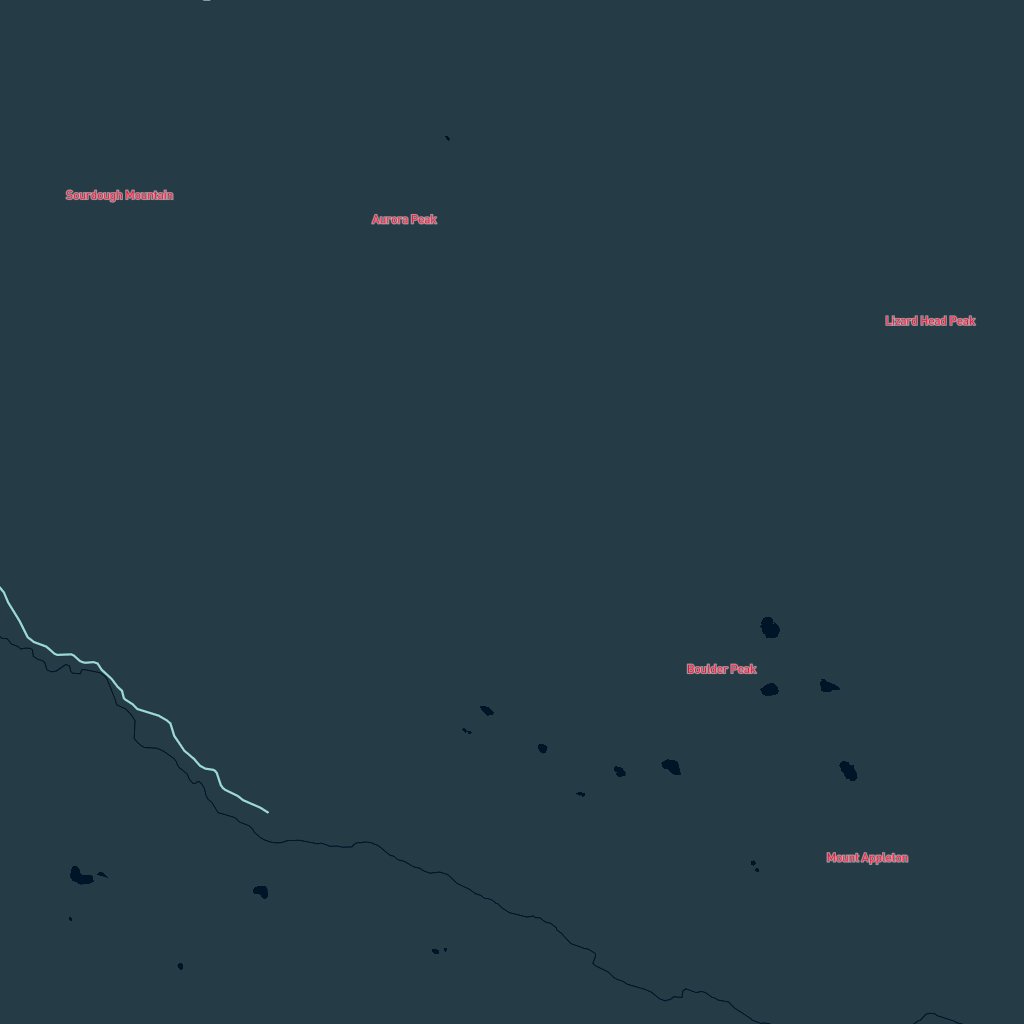 Sourdough Mountain
Aurora Peak
Lizard Head Peak
Boulder Peak
Mount Appleton